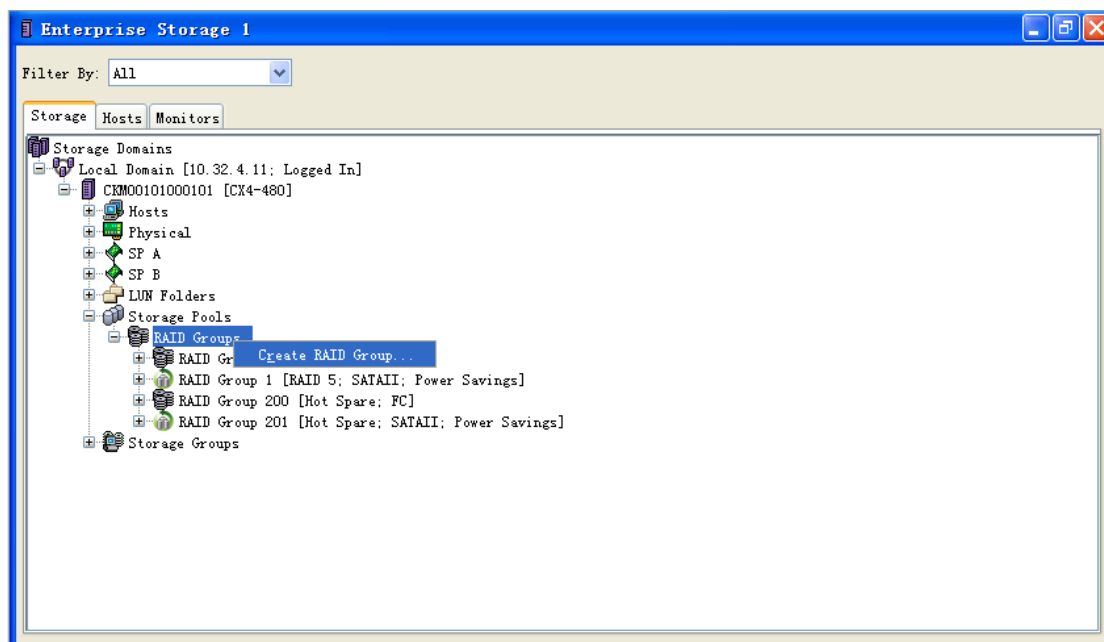 Enterprise Storage 1
Filter By: All
Storage Hosts Monitors
Storage Domains
Local Domain [10.32.4.11; Logged In]
CKM00101000101 [CX4-480]
Hosts
Physical
SP A
SP B
LUN Folders
Storage Pools
RAID Groups
Create RAID Group...
RAID Gr
RAID Group 1 [RAID 5; SATAII; Power Savings]
RAID Group 200 [Hot Spare; FC]
RAID Group 201 [Hot Spare; SATAII; Power Savings]
Storage Groups